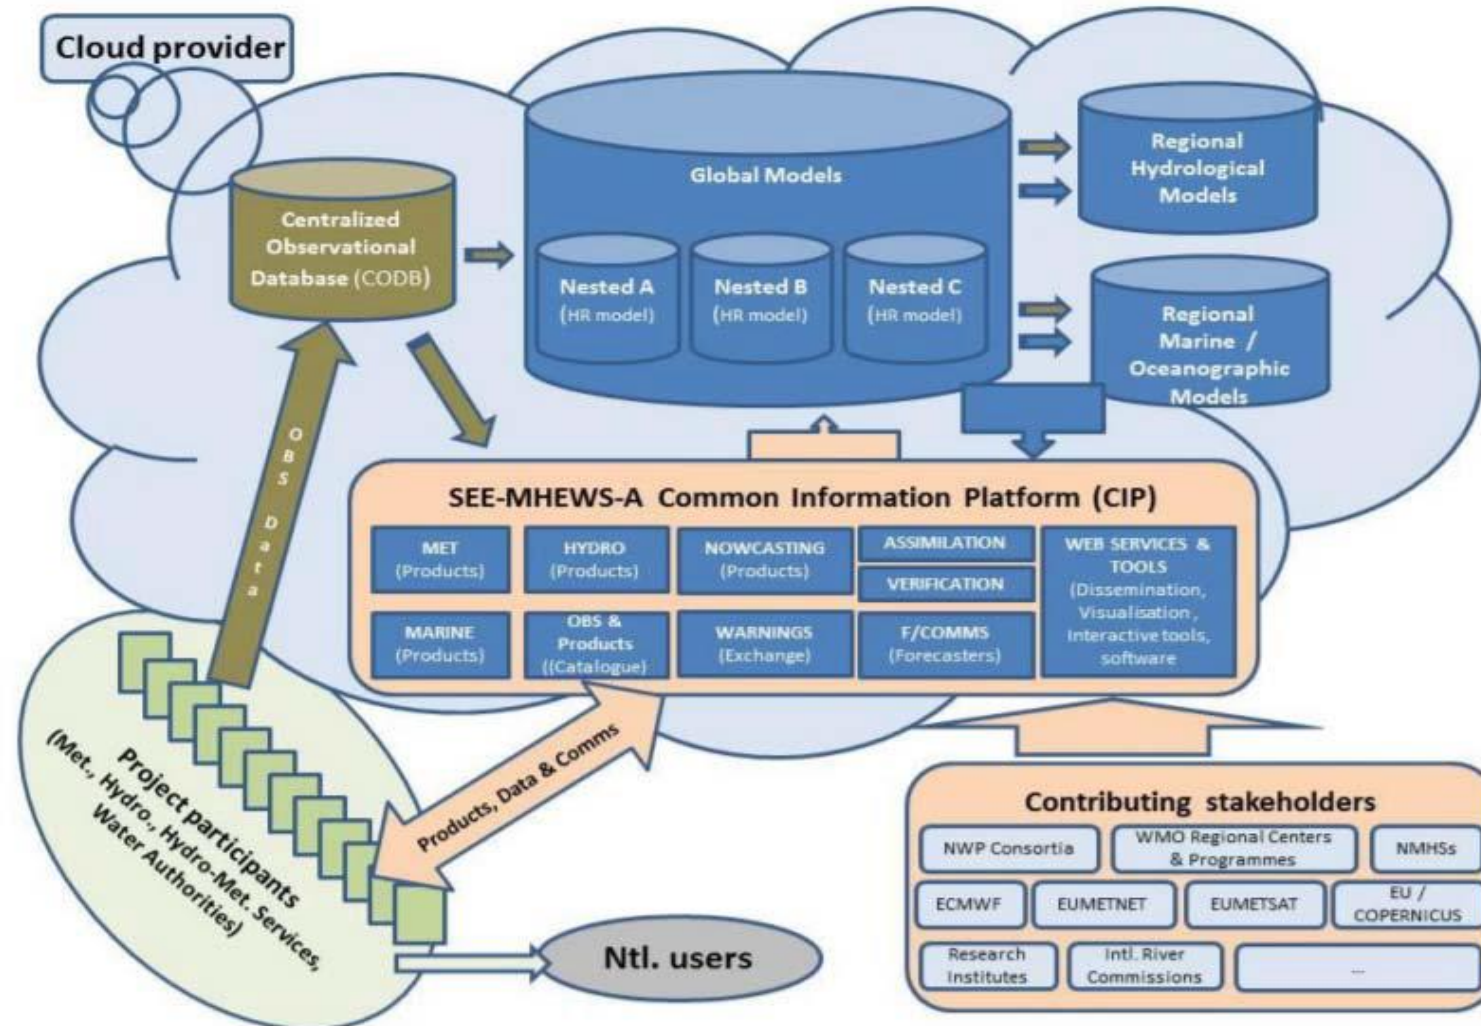 Cloud provider
Centralized
Observational
Database (CODB)
Global Models
Nested A
(HR model)
Nested B
(HR model)
Nested C
(HR model)
Regional
Hydrological
Models
Regional
Marine /
Oceanographic
Models
OBS Data
SEE-MHEWS-A Common Information Platform (CIP)
MET
(Products)
HYDRO
(Products)
NOWCASTING
(Products)
ASSIMILATION
VERIFICATION
WEB SERVICES &
TOOLS
(Dissemination,
Visualisation,
Interactive tools,
software
MARINE
(Products)
OBS &
Products
((Catalogue)
WARNINGS
(Exchange)
F/COMMS
(Forecasters)
Project participants
(Met., Hydro., Hydro-Met. Services,
Water Authorities)
Products, Data & Comms
Ntl. users
Contributing stakeholders
NWP Consortia
WMO Regional Centers
& Programmes
NMHSs
ECMWF
EUMETNET
EUMETSAT
EU /
COPERNICUS
Research
Institutes
Intl. River
Commissions
...